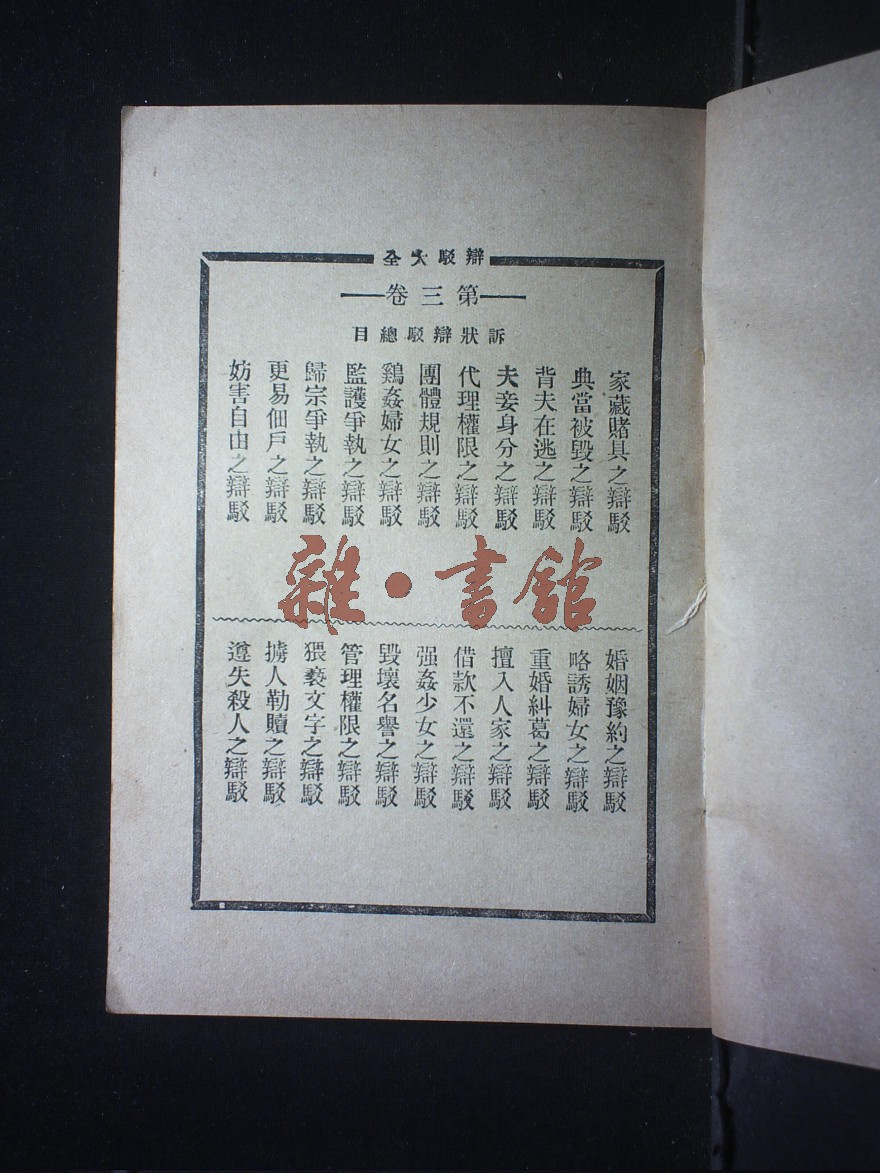 辯駁大全
第三卷
訴狀辯駁總目
家藏賭具之辯駁
典當被毀之辯駁
背夫在逃之辯駁
夫妾身分之辯駁
代理權限之辯駁
團體規則之辯駁
鷄姦婦女之辯駁
監護爭執之辯駁
歸宗爭執之辯駁
更易佃戶之辯駁
妨害自由之辯駁
雜·書館
婚姻豫約之辯駁
略誘婦女之辯駁
重婚糾葛之辯駁
擅入人家之辯駁
借款不還之辯駁
强姦少女之辯駁
毀壞名譽之辯駁
管理權限之辯駁
猥褻文字之辯駁
擄人勒贖之辯駁
遵失殺人之辯駁